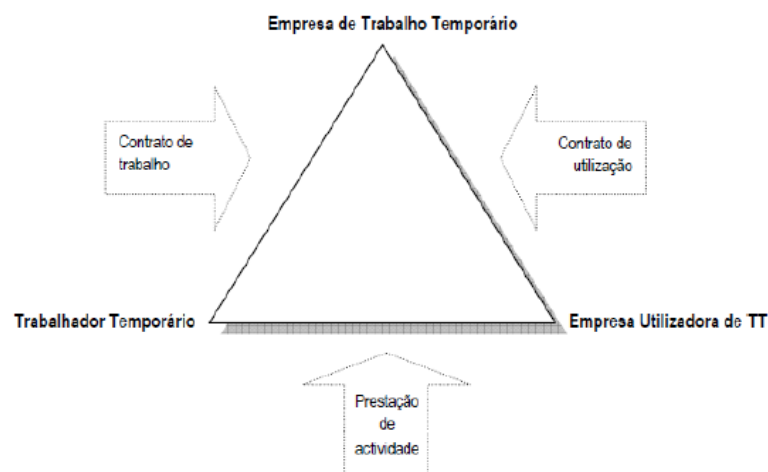 Empresa de Trabalho Temporário
Contrato de
trabalho
Contrato de
utilização
Trabalhador Temporário
Empresa Utilizadora de TT
Prestação
de
actividade